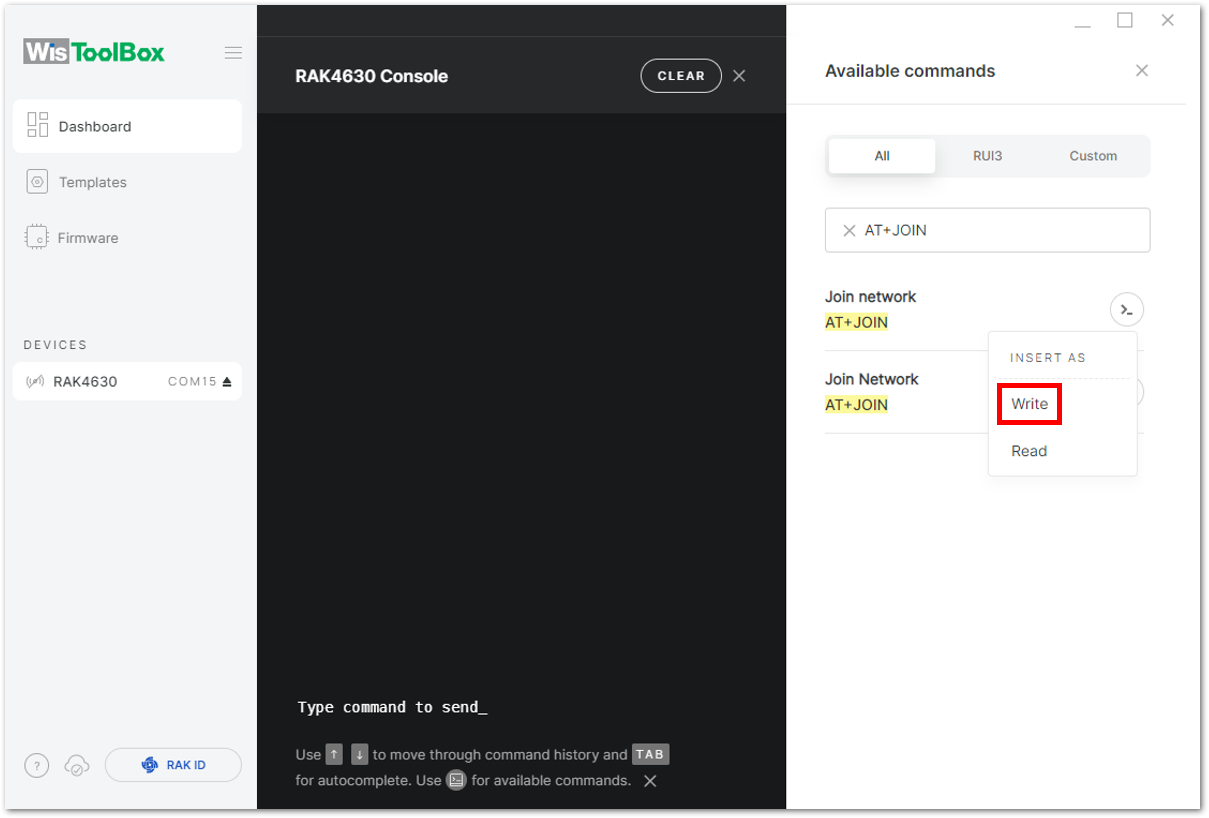 WisToolBox
Dashboard
Templates
Firmware
DEVICES
RAK4630 COM15
? RAK ID
RAK4630 Console
CLEAR
Type command to send_
Use ↑ ↓ to move through command history and TAB
for autocomplete. Use for available commands.
Available commands
All RUI3 Custom
AT+JOIN
Join network
AT+JOIN
Join Network
AT+JOIN
INSERT AS
Write
Read